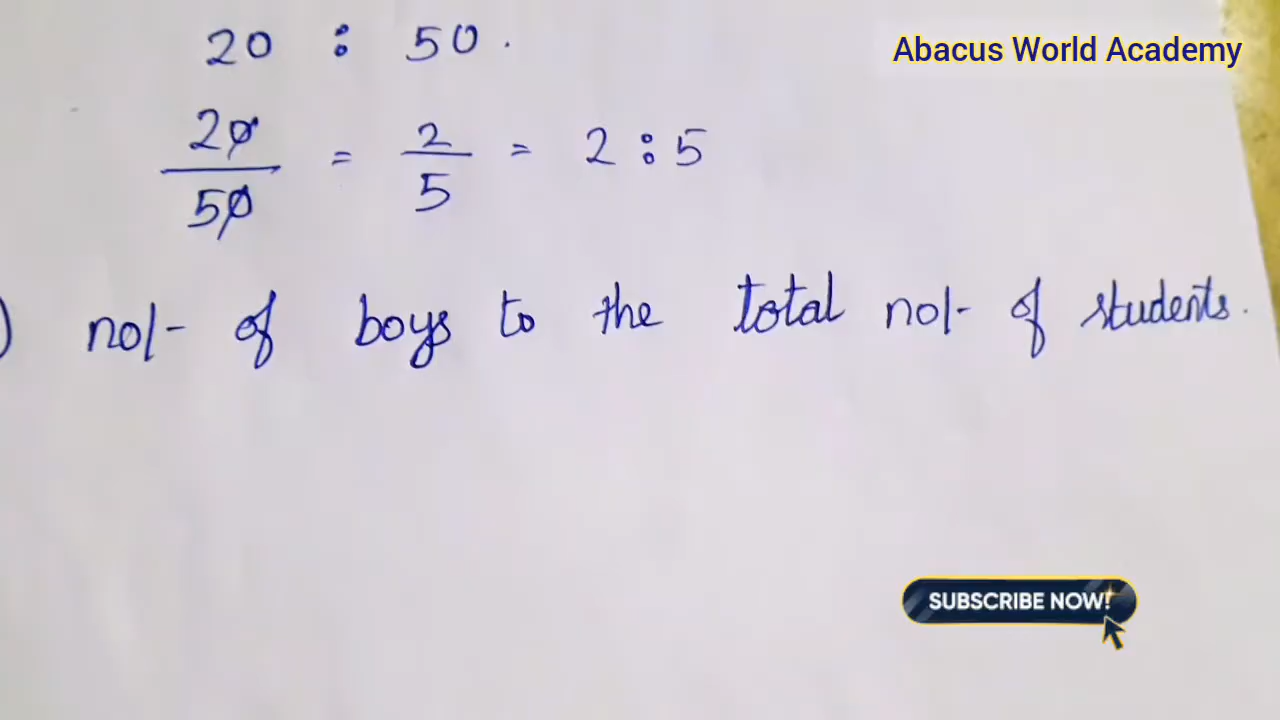 20 : 50.
Abacus World Academy
20/50 = 2/5 = 2 : 5
) no/- of boys to the total no/- of students.
SUBSCRIBE NOW!